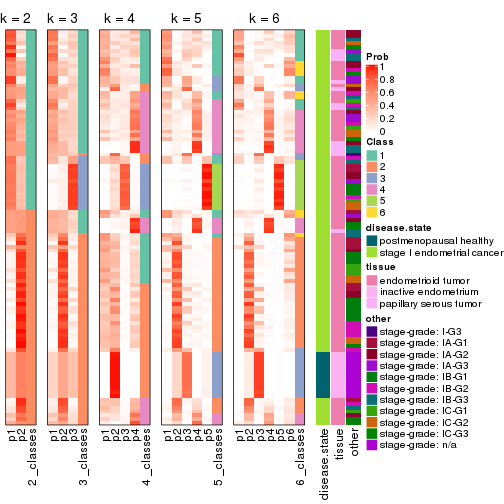 k = 2 k = 3 k = 4 k = 5 k = 6
Prob
1
0.8
0.6
0.4
0.2
0
Class
1
2
3
4
5
6
disease.state
postmenopausal healthy
stage I endometrial cancer
tissue
endometrioid tumor
inactive endometrium
papillary serous tumor
other
stage-grade: I-G3
stage-grade: IA-G1
stage-grade: IA-G2
stage-grade: IA-G3
stage-grade: IB-G1
stage-grade: IB-G2
stage-grade: IB-G3
stage-grade: IC-G1
stage-grade: IC-G2
stage-grade: IC-G3
stage-grade: n/a
p1 p2 2_classes p1 p2 p3 3_classes p1 p2 p3 p4 4_classes p1 p2 p3 p4 p5 5_classes p1 p2 p3 p4 p5 p6 6_classes disease.state tissue other